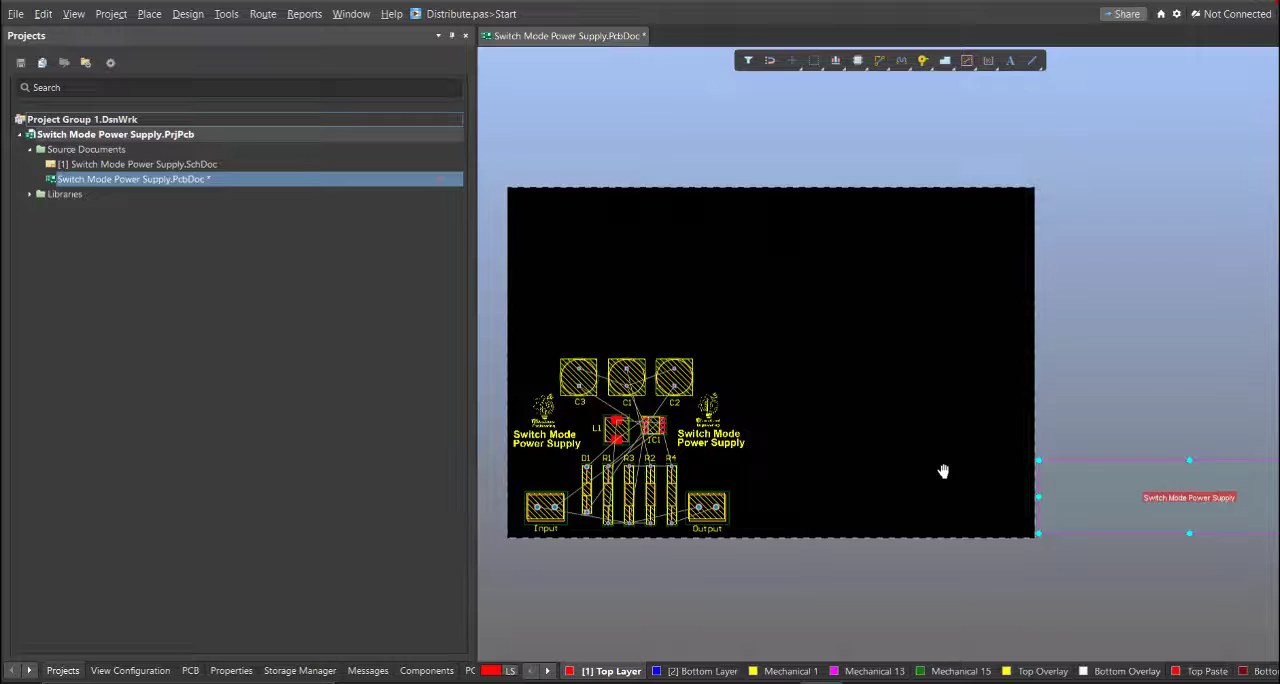 File Edit View Project Place Design Tools Route Reports Window Help Distribute.pas>Start Share Not Connected
Projects
Switch Mode Power Supply.PcbDoc *
Search
Project Group 1.DsnWrk
Switch Mode Power Supply.PrjPcb
Source Documents
[1] Switch Mode Power Supply.SchDoc
Switch Mode Power Supply.PcbDoc *
Libraries
C3 C1 C2
L1
IC1
Switch Mode
Power Supply
Switch Mode
Power Supply
D1 R1 R3 R2 R4
Input
Output
Switch Mode Power Supply
Projects View Configuration PCB Properties Storage Manager Messages Components PC LS [1] Top Layer [2] Bottom Layer Mechanical 1 Mechanical 13 Mechanical 15 Top Overlay Bottom Overlay Top Paste Botto